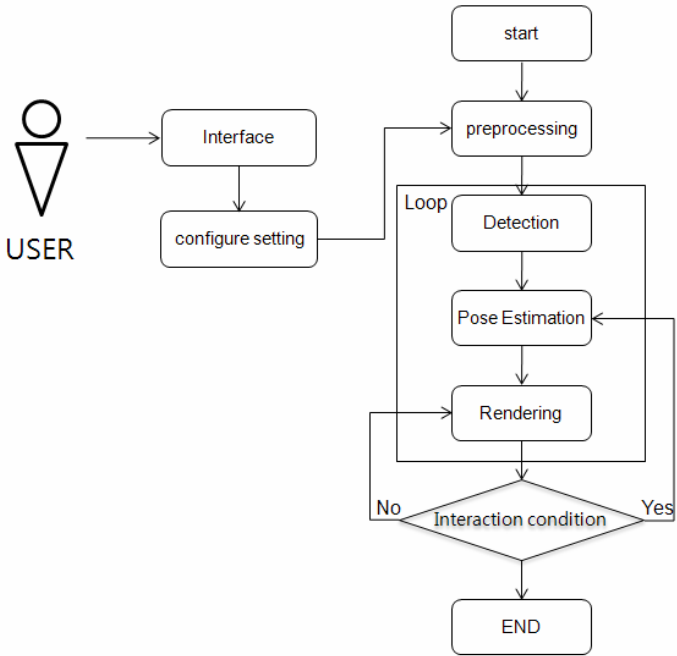 start
Interface
preprocessing
USER
configure setting
Loop
Detection
Pose Estimation
Rendering
No
Interaction condition
Yes
END